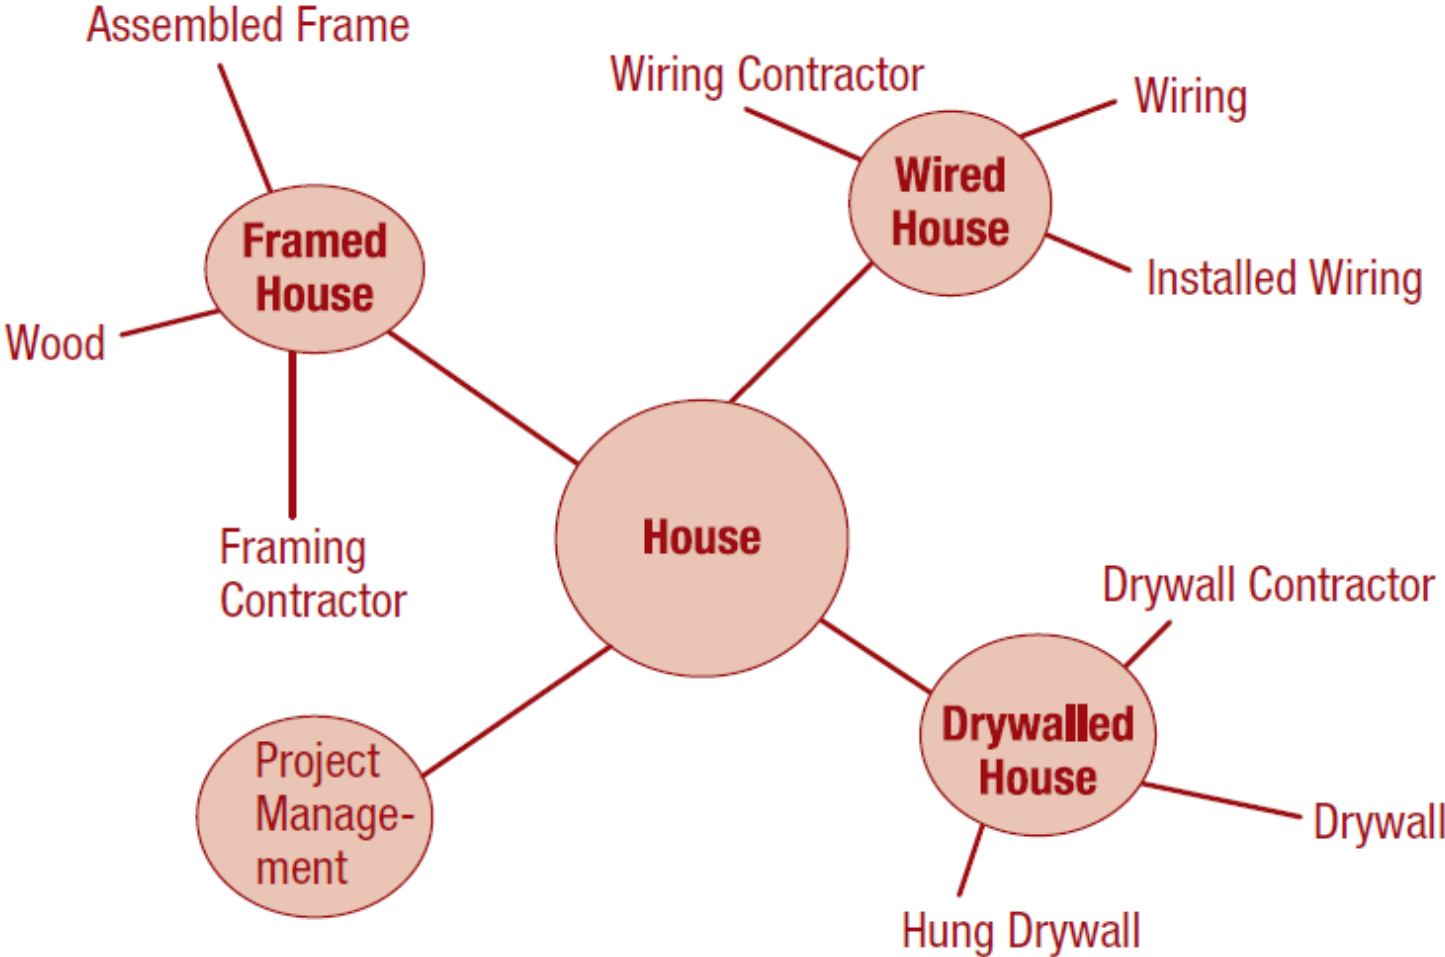 Assembled Frame
Wiring Contractor
Wiring
Wired
House
Installed Wiring
Framed
House
Wood
Framing
Contractor
House
Drywall Contractor
Drywalled
House
Drywall
Hung Drywall
Project
Manage-
ment